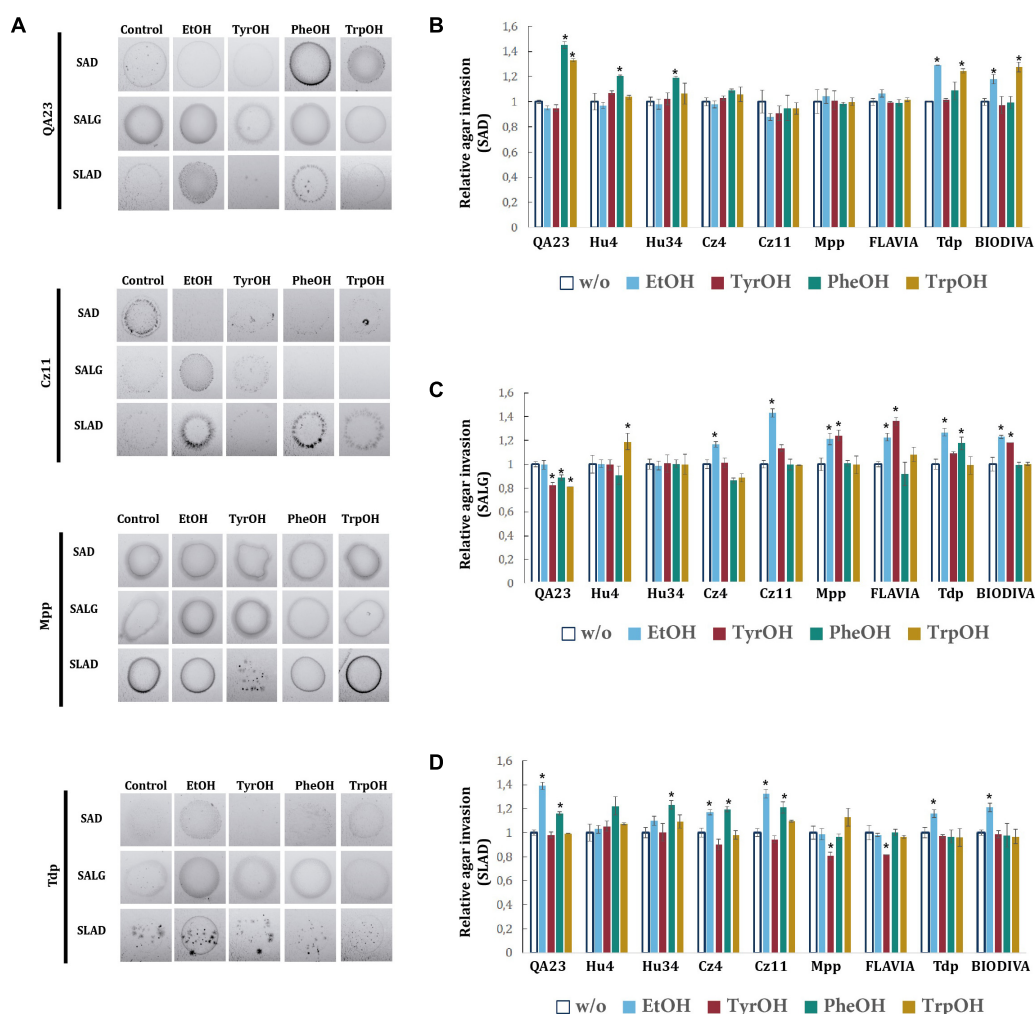 A
Control EtOH TyrOH PheOH TrpOH
QA23
SAD
SALG
SLAD
Control EtOH TyrOH PheOH TrpOH
Cz11
SAD
SALG
SLAD
Control EtOH TyrOH PheOH TrpOH
Mpp
SAD
SALG
SLAD
Control EtOH TyrOH PheOH TrpOH
Tdp
SAD
SALG
SLAD
B
Relative agar invasion
(SAD)
1,6
1,4
1,2
1
0,8
0,6
0,4
0,2
0
* * * * * * * *
QA23 Hu4 Hu34 Cz4 Cz11 Mpp FLAVIA Tdp BIODIVA
w/o EtOH TyrOH PheOH TrpOH
C
Relative agar invasion
(SALG)
1,6
1,4
1,2
1
0,8
0,6
0,4
0,2
0
* * * * * * * * * * * * * *
QA23 Hu4 Hu34 Cz4 Cz11 Mpp FLAVIA Tdp BIODIVA
w/o EtOH TyrOH PheOH TrpOH
D
Relative agar invasion
(SLAD)
1,6
1,4
1,2
1
0,8
0,6
0,4
0,2
0
* * * * * * * * * * *
QA23 Hu4 Hu34 Cz4 Cz11 Mpp FLAVIA Tdp BIODIVA
w/o EtOH TyrOH PheOH TrpOH